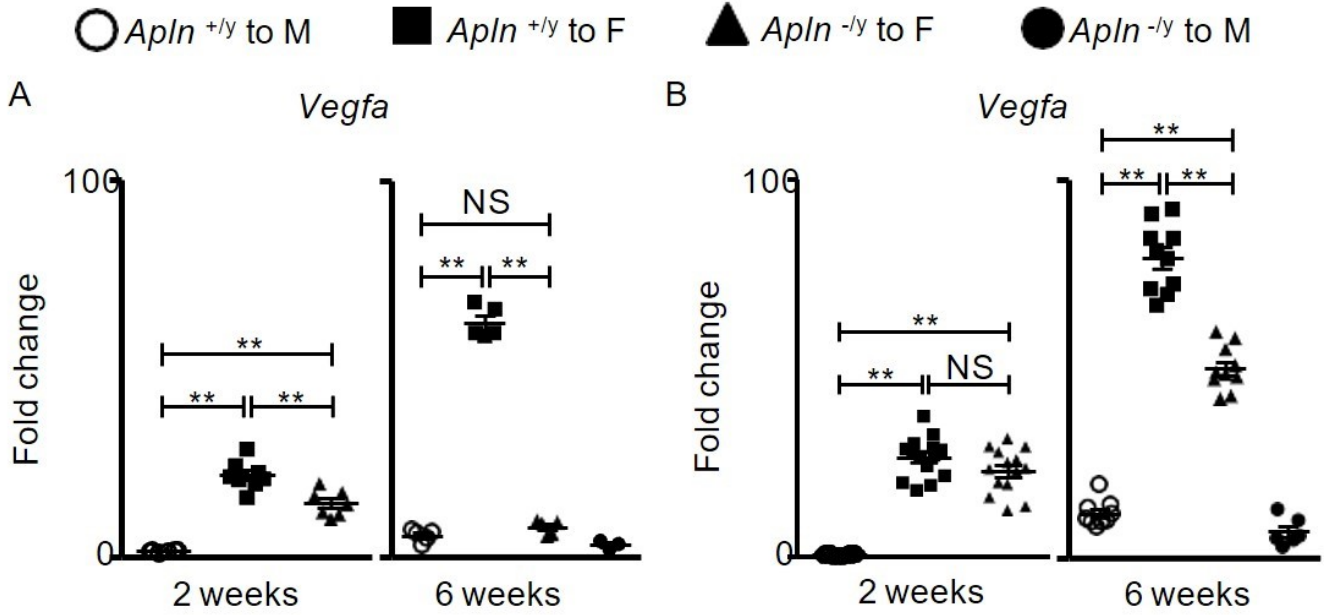 Apln +/y to M Apln +/y to F Apln -/y to F Apln -/y to M
A B
Vegfa Vegfa
**
100 100
** **
NS
** **
** **
** NS
** **
Fold change Fold change
0 0
2 weeks 6 weeks 2 weeks 6 weeks